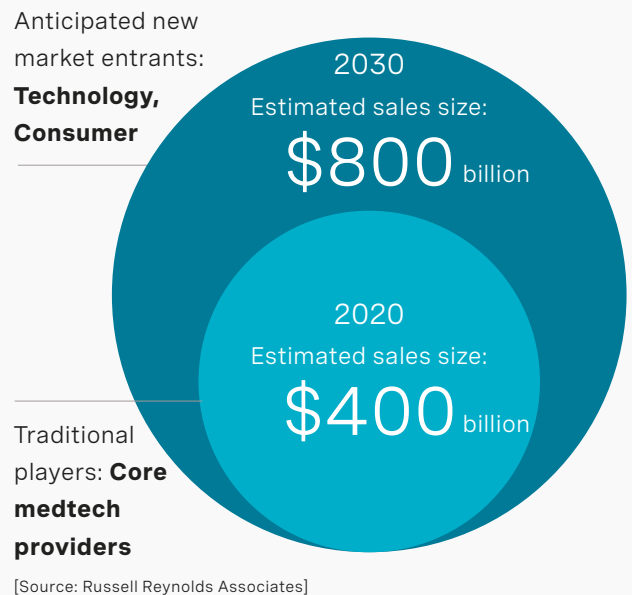 Anticipated new
market entrants:
Technology,
Consumer
2030
Estimated sales size:
$800 billion
2020
Estimated sales size:
$400 billion
Traditional
players: Core
medtech
providers
[Source: Russell Reynolds Associates]